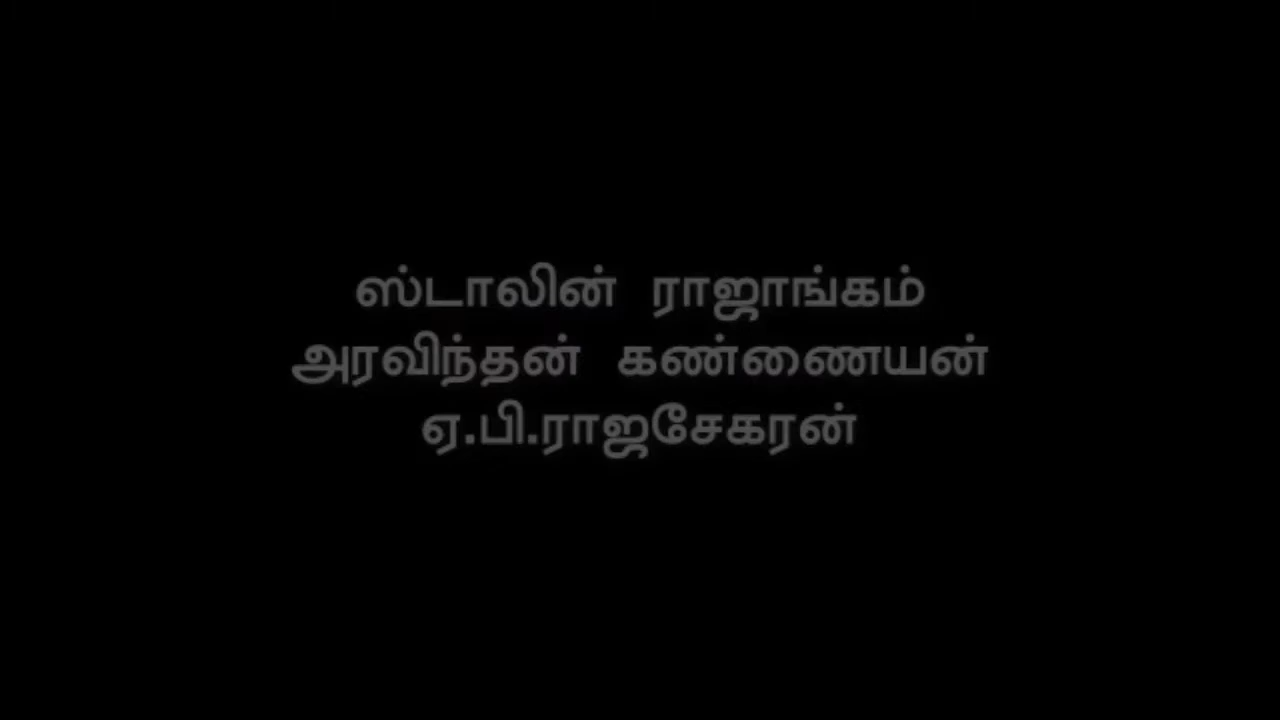 ஸ்டாலின் ராஜாங்கம்
அரவிந்தன் கண்ணையன்
ஏ.பி.ராஜசேகரன்